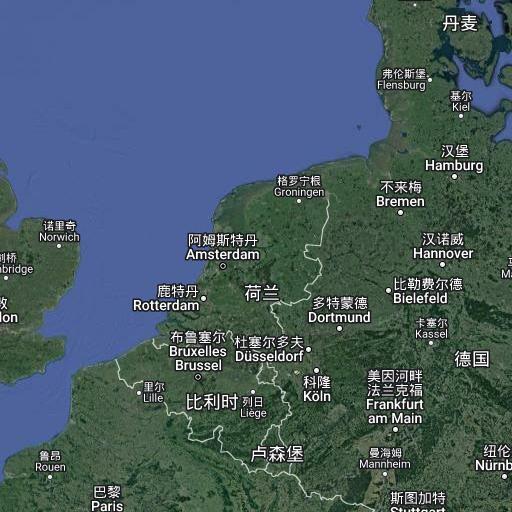 丹麦
弗伦斯堡
Flensburg
基尔
Kiel
汉堡
Hamburg
格罗宁根
Groningen
不来梅
Bremen
诺里奇
Norwich
阿姆斯特丹
Amsterdam
汉诺威
Hannover
剑桥
mbridge
鹿特丹
Rotterdam
荷兰
比勒费尔德
Bielefeld
多特蒙德
Dortmund
敦
don
卡塞尔
Kassel
布鲁塞尔
Bruxelles
Brussel
杜塞尔多夫
Düsseldorf
德国
里尔
Lille
科隆
Köln
美因河畔
法兰克福
Frankfurt
am Main
比利时
列日
Liège
鲁昂
Rouen
卢森堡
曼海姆
Mannheim
纽伦
Nürnb
巴黎
Paris
斯图加特
Stuttgart